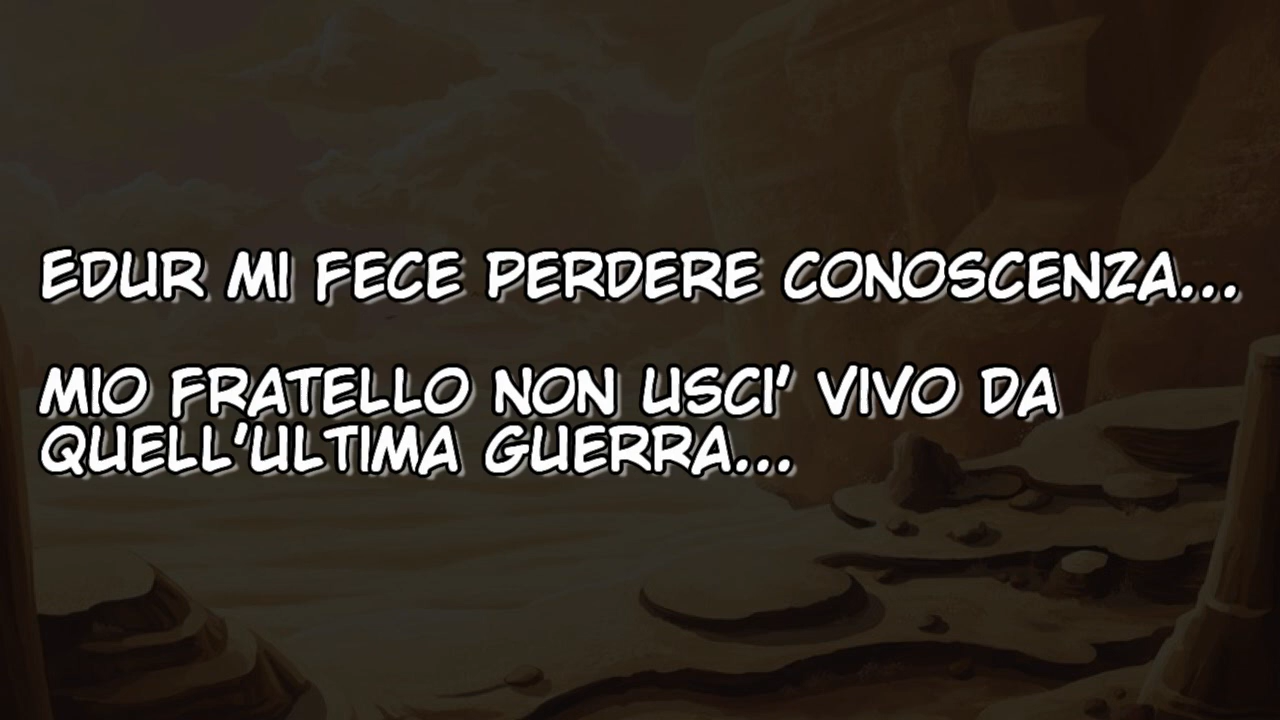 EDUR MI FECE PERDERE CONOSCENZA...
MIO FRATELLO NON USCI' VIVO DA
QUELL'ULTIMA GUERRA...